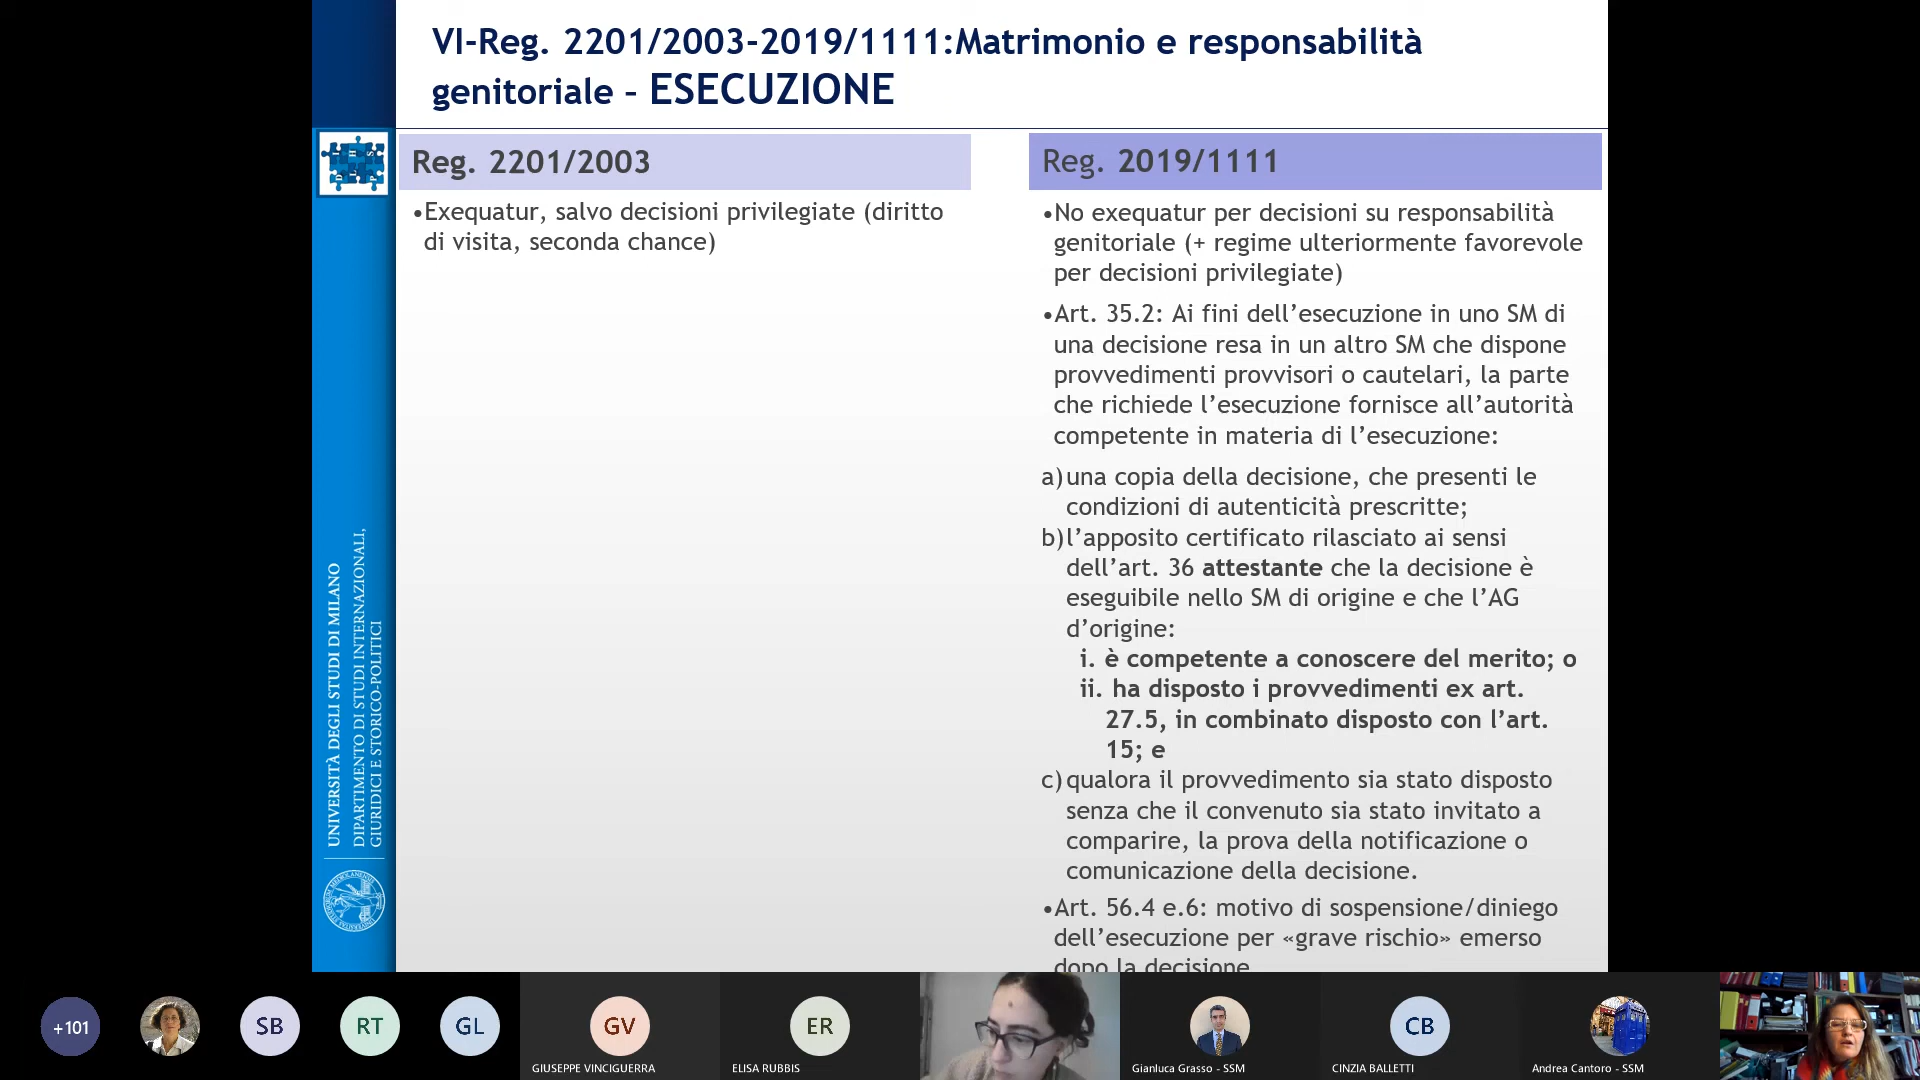 VI-Reg. 2201/2003-2019/1111:Matrimonio e responsabilità
genitoriale – ESECUZIONE
Reg. 2201/2003
•Exequatur, salvo decisioni privilegiate (diritto
di visita, seconda chance)
Reg. 2019/1111
•No exequatur per decisioni su responsabilità
genitoriale (+ regime ulteriormente favorevole
per decisioni privilegiate)
•Art. 35.2: Ai fini dell’esecuzione in uno SM di
una decisione resa in un altro SM che dispone
provvedimenti provvisori o cautelari, la parte
che richiede l’esecuzione fornisce all’autorità
competente in materia di l’esecuzione:
a) una copia della decisione, che presenti le
condizioni di autenticità prescritte;
b) l’apposito certificato rilasciato ai sensi
dell’art. 36 attestante che la decisione è
eseguibile nello SM di origine e che l’AG
d’origine:
i. è competente a conoscere del merito; o
ii. ha disposto i provvedimenti ex art.
27.5, in combinato disposto con l’art.
15; e
c) qualora il provvedimento sia stato disposto
senza che il convenuto sia stato invitato a
comparire, la prova della notificazione o
comunicazione della decisione.
•Art. 56.4 e.6: motivo di sospensione/diniego
dell’esecuzione per «grave rischio» emerso
dopo la decisione
UNIVERSITÀ DEGLI STUDI DI MILANO
DIPARTIMENTO DI STUDI INTERNAZIONALI,
GIURIDICI E STORICO-POLITICI
+101
SB
RT
GL
GV
GIUSEPPE VINCIGUERRA
ER
ELISA RUBBIS
Gianluca Grasso - SSM
CB
CINZIA BALLETTI
Andrea Cantoro - SSM